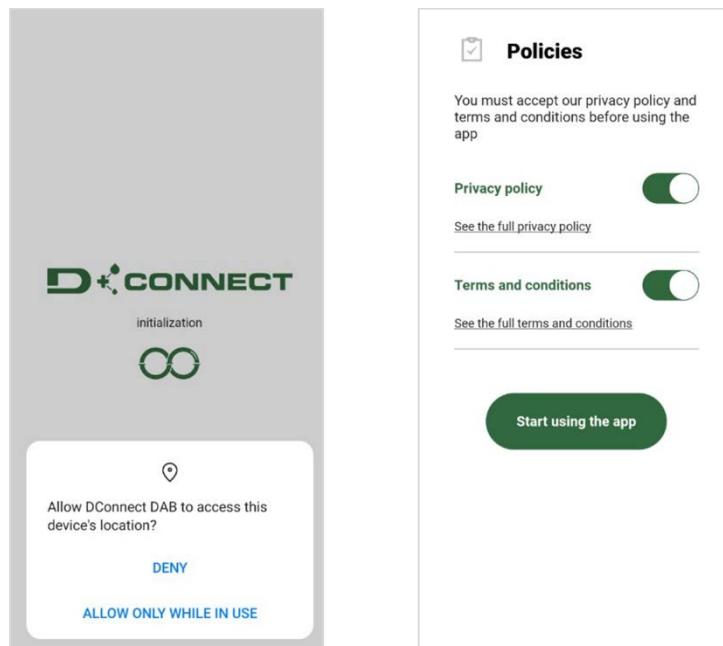 D+CONNECT
initialization
Allow DConnect DAB to access this
device's location?
DENY
ALLOW ONLY WHILE IN USE
Policies
You must accept our privacy policy and
terms and conditions before using the
app
Privacy policy
See the full privacy policy
Terms and conditions
See the full terms and conditions
Start using the app